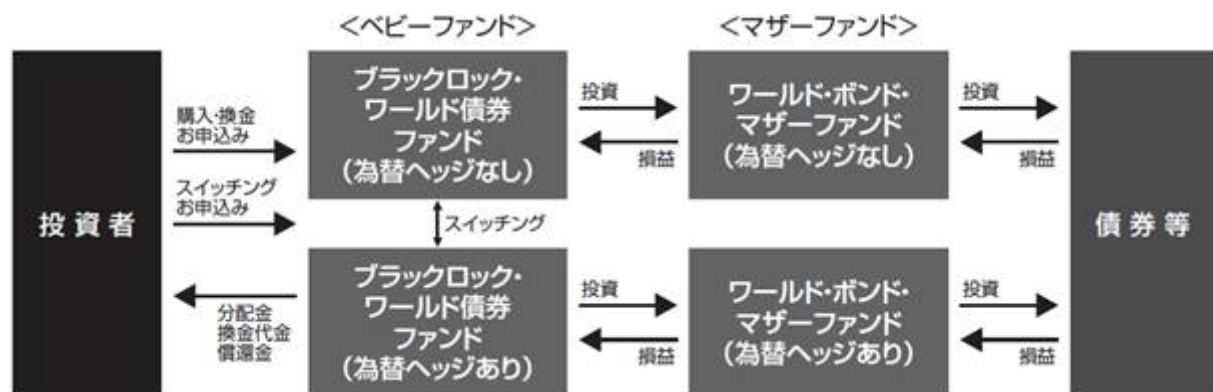 <ベビーファンド>
<マザーファンド>
投資者
購入・換金
お申込み
スイッチング
お申込み
分配金
換金代金
償還金
ブラックロック・
ワールド債券
ファンド
(為替ヘッジなし)
スイッチング
ブラックロック・
ワールド債券
ファンド
(為替ヘッジあり)
投資
損益
投資
損益
ワールド・ボンド・
マザーファンド
(為替ヘッジなし)
ワールド・ボンド・
マザーファンド
(為替ヘッジあり)
投資
損益
投資
損益
債券等